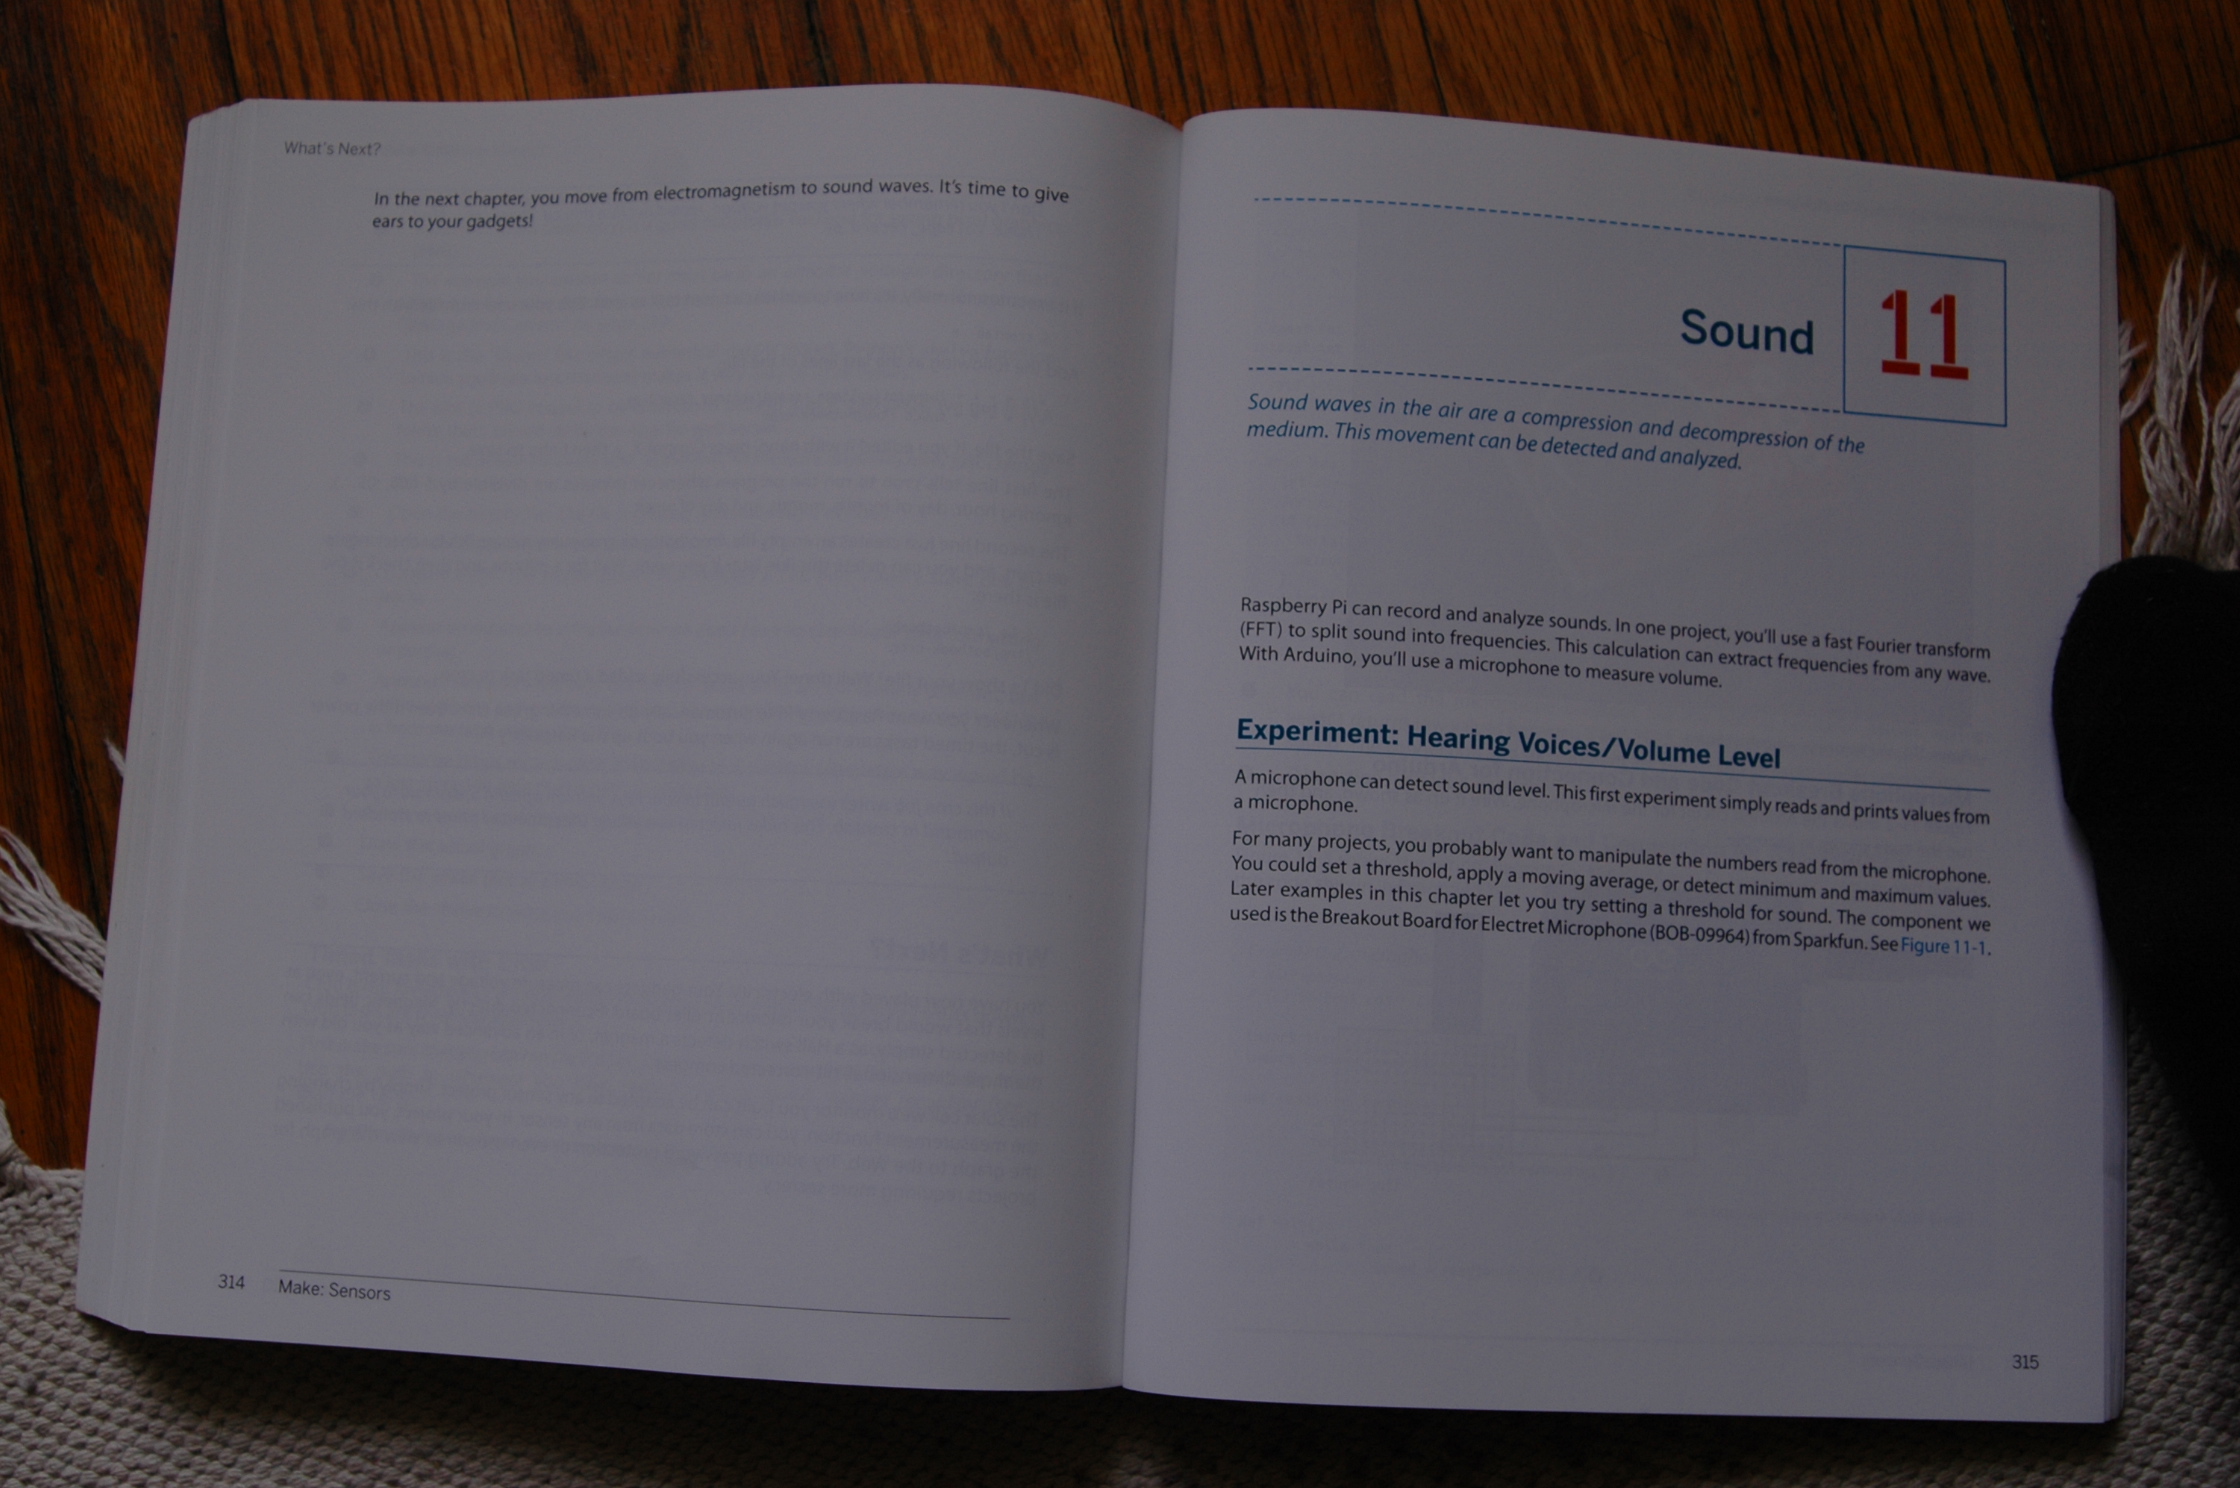 What's Next?
In the next chapter, you move from electromagnetism to sound waves. It's time to give
ears to your gadgets!
314
Make: Sensors
Sound
11
Sound waves in the air are a compression and decompression of the
medium. This movement can be detected and analyzed.
Raspberry Pi can record and analyze sounds. In one project, you'll use a fast Fourier transform
(FFT) to split sound into frequencies. This calculation can extract frequencies from any wave.
With Arduino, you'll use a microphone to measure volume.
Experiment: Hearing Voices/Volume Level
A microphone can detect sound level. This first experiment simply reads and prints values from
a microphone.
For many projects, you probably want to manipulate the numbers read from the microphone.
You could set a threshold, apply a moving average, or detect minimum and maximum values.
Later examples in this chapter let you try setting a threshold for sound. The component we
used is the Breakout Board for Electret Microphone (BOB-09964) from Sparkfun. See Figure 11-1.
315